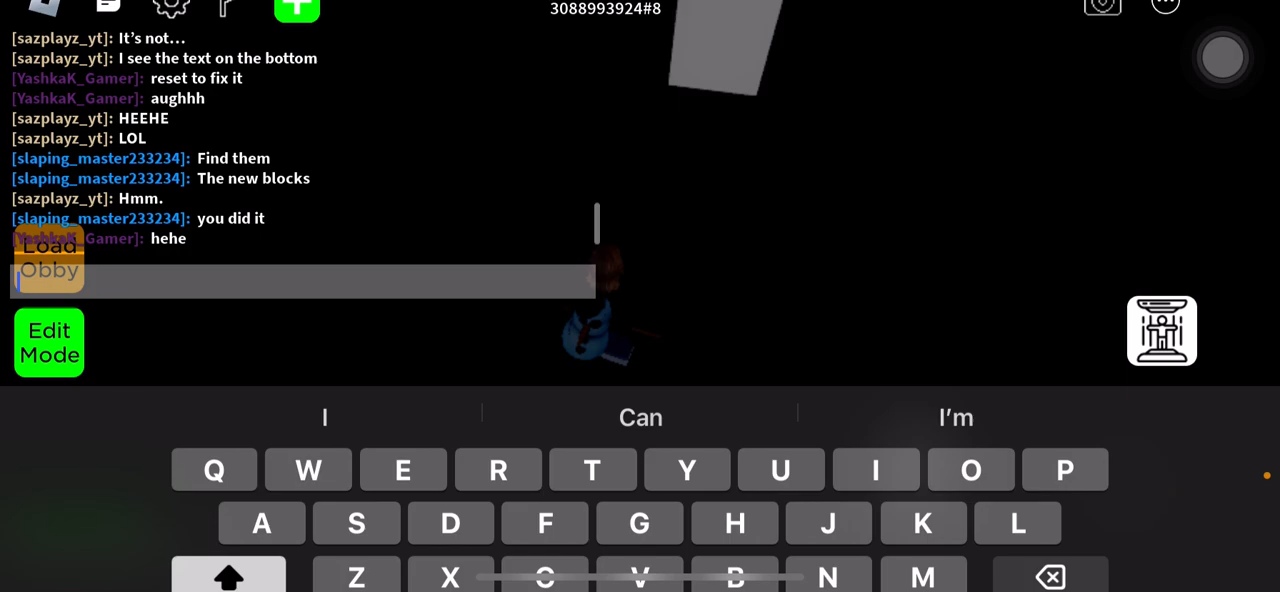 3088993924#8
[sazplayz_yt]: It's not...
[sazplayz_yt]: I see the text on the bottom
[YashkaK_Gamer]: reset to fix it
[YashkaK_Gamer]: aughhh
[sazplayz_yt]: HEEHE
[sazplayz_yt]: LOL
[slaping_master233234]: Find them
[slaping_master233234]: The new blocks
[sazplayz_yt]: Hmm.
[slaping_master233234]: you did it
[YashkaK_Gamer]: hehe
Load
Obby
Edit
Mode
I Can I'm
Q W E R T Y U I O P
A S D F G H J K L
Z X C V B N M